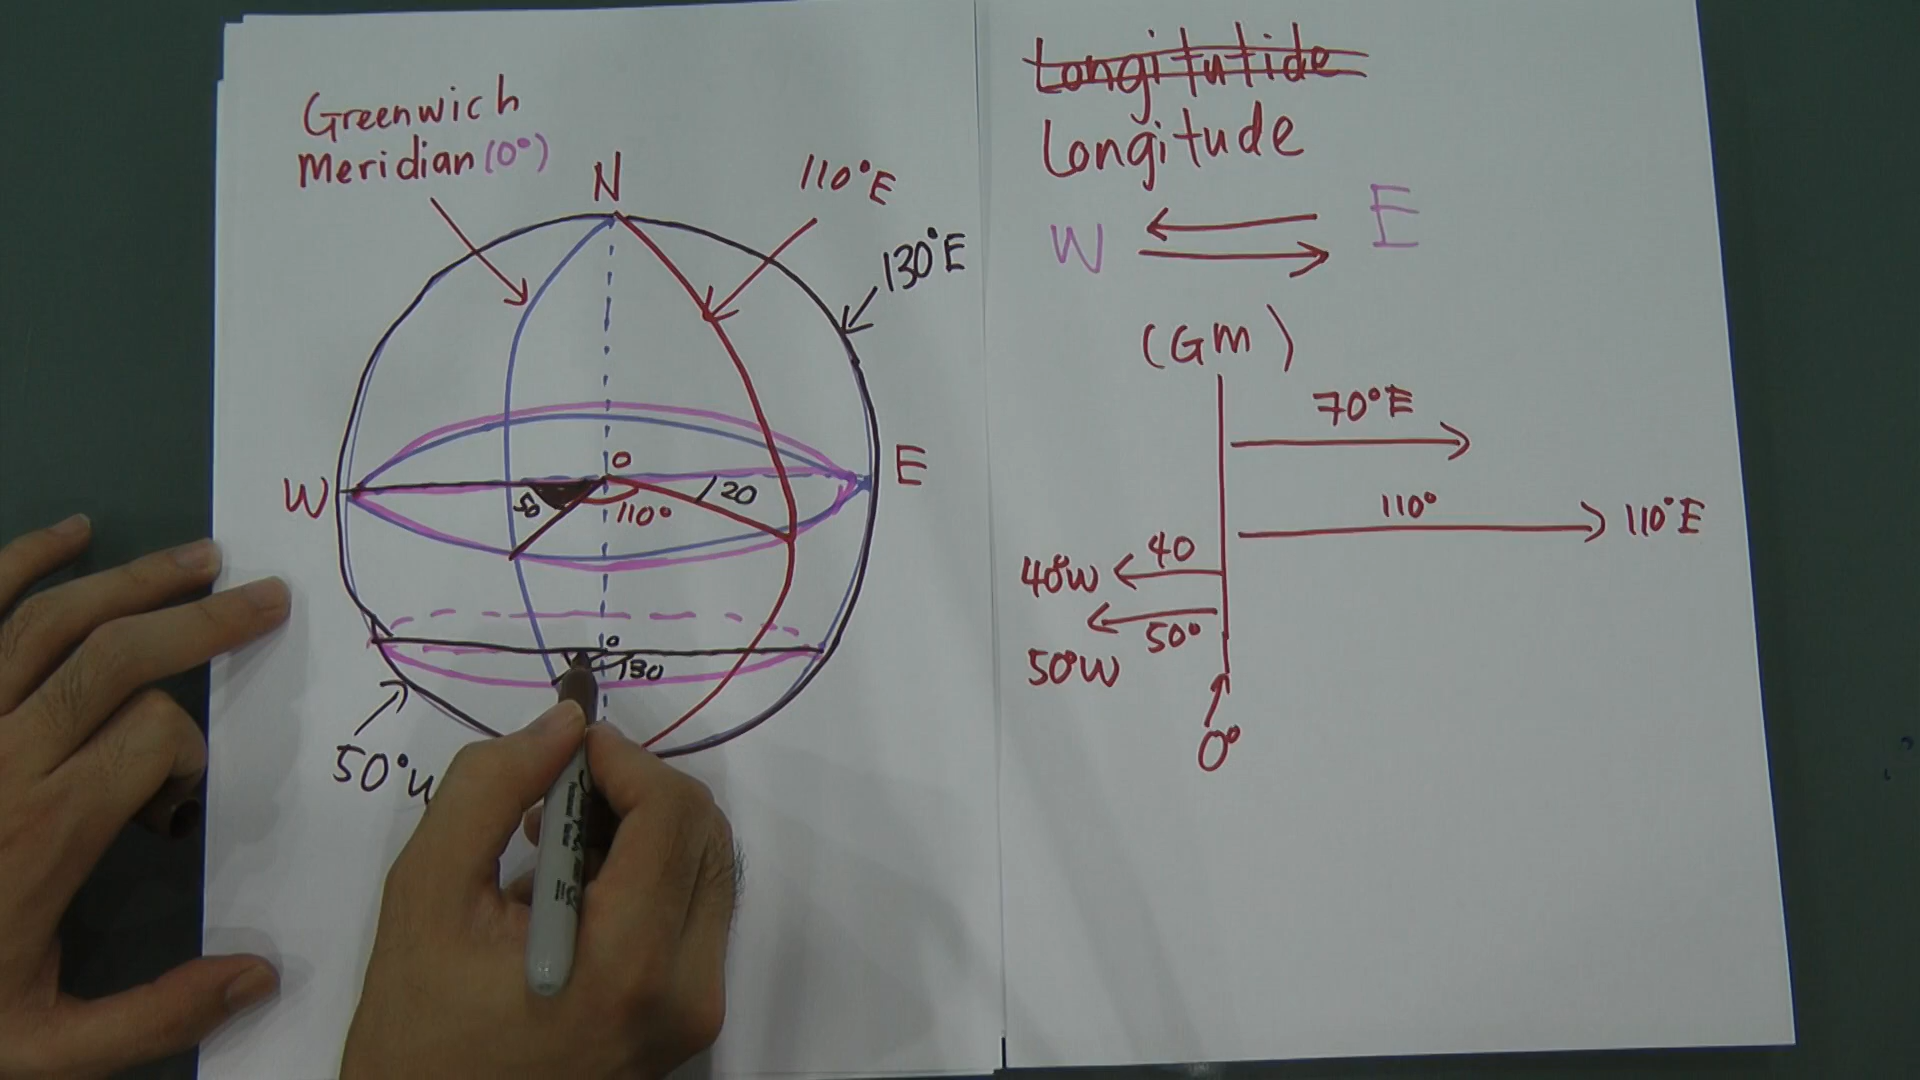 Greenwich
Meridian (0°)
N
110°E
130°E
W
E
0
50
110°
20
0
130
50°W
Longitutide
Longitude
W
E
(GM)
70°E
110°
110°E
40
40°W
50°
50°W
0°